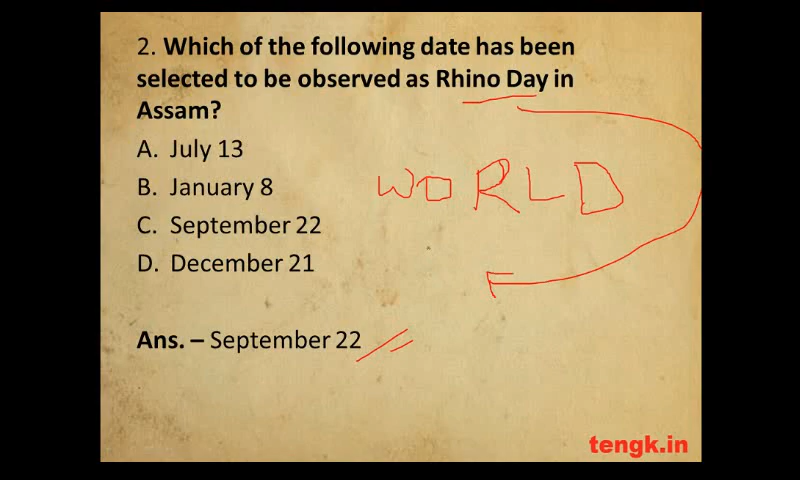 2. Which of the following date has been
selected to be observed as Rhino Day in
Assam?
A. July 13
B. January 8
C. September 22
D. December 21
WORLD
Ans. – September 22
tengk.in